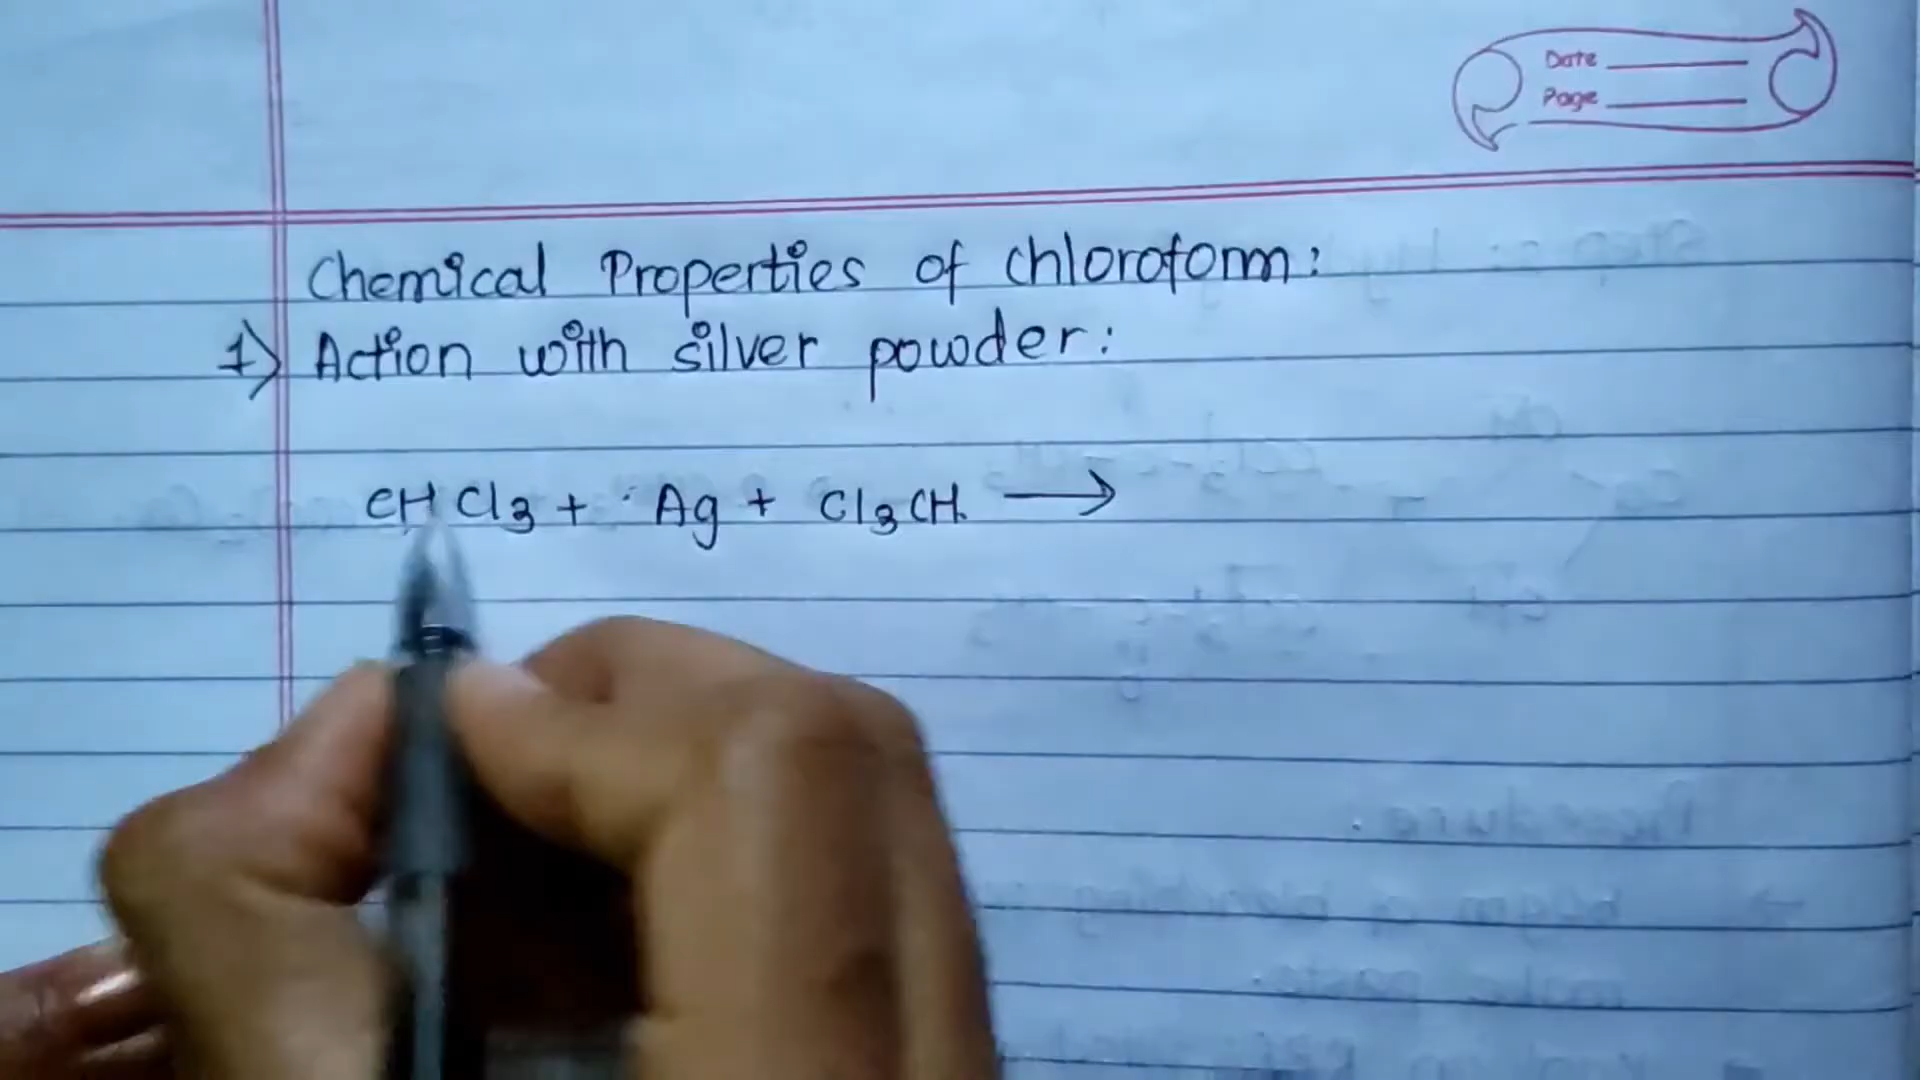 Date
Page
Chemical Properties of chloroform:
1) Action with silver powder:
CHCl3 + Ag + Cl3CH →